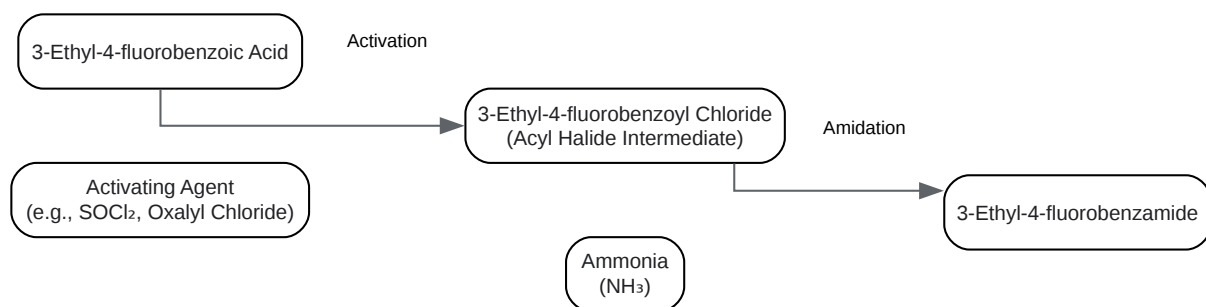 3-Ethyl-4-fluorobenzoic Acid
Activation
3-Ethyl-4-fluorobenzoyl Chloride
(Acyl Halide Intermediate)
Amidation
Activating Agent
(e.g., SOCl₂, Oxalyl Chloride)
3-Ethyl-4-fluorobenzamide
Ammonia
(NH₃)